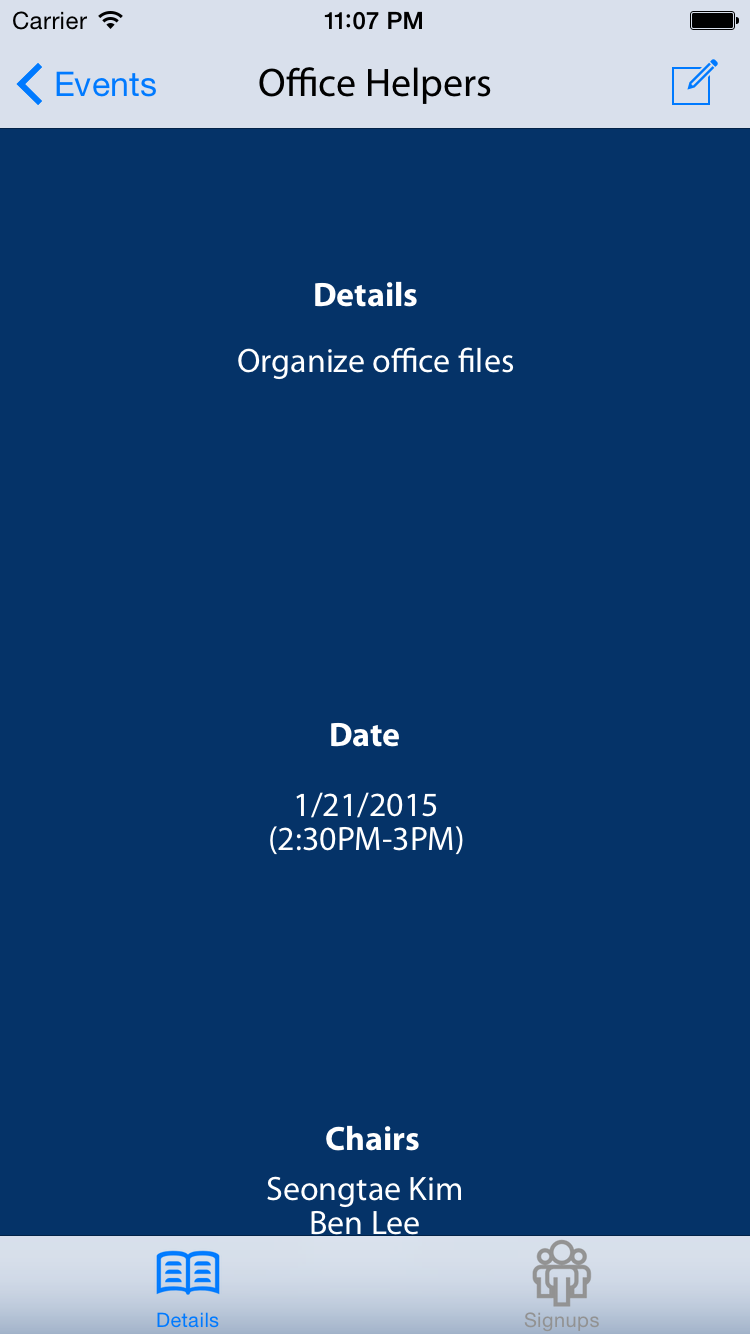 Carrier 11:07 PM
Events Office Helpers
Details
Organize office files
Date
1/21/2015
(2:30PM-3PM)
Chairs
Seongtae Kim
Ben Lee
Details Signups